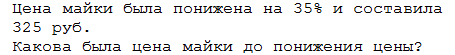 Цена майки была понижена на 35% и составила
325 руб.
Какова была цена майки до понижения цены?